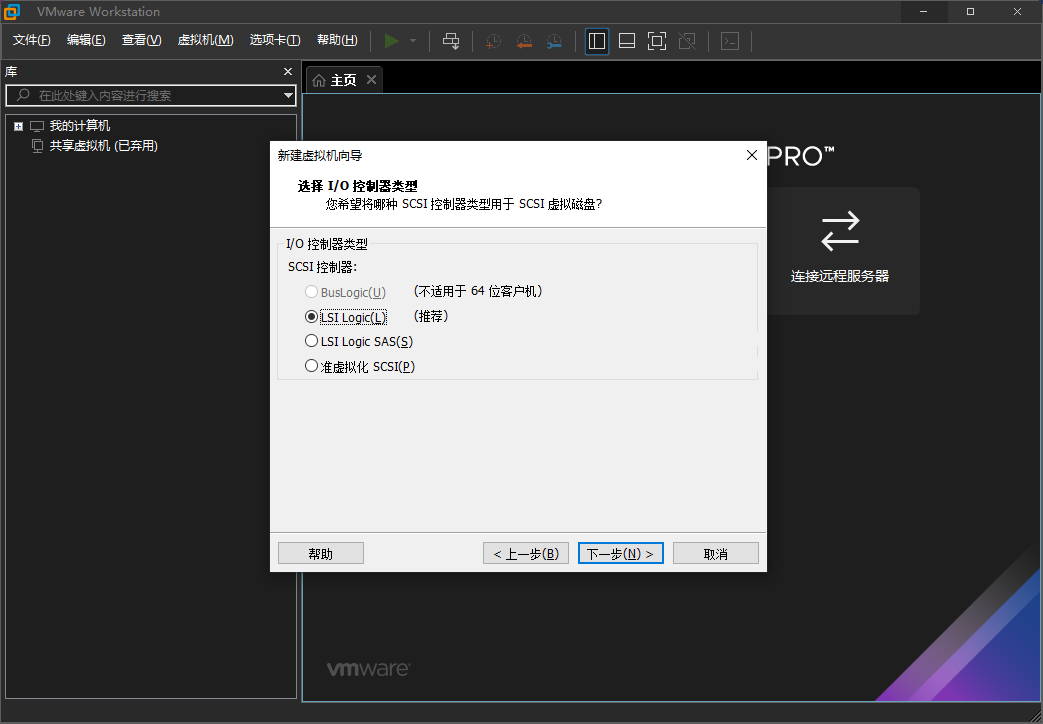 VMware Workstation
文件(F) 编辑(E) 查看(V) 虚拟机(M) 选项卡(T) 帮助(H)
库
在此处键入内容进行搜索
我的计算机
共享虚拟机 (已弃用)
主页
PRO™
连接远程服务器
新建虚拟机向导
选择 I/O 控制器类型
您希望将哪种 SCSI 控制器类型用于 SCSI 虚拟磁盘?
I/O 控制器类型
SCSI 控制器:
BusLogic(U) (不适用于 64 位客户机)
LSI Logic(L) (推荐)
LSI Logic SAS(S)
准虚拟化 SCSI(P)
帮助 < 上一步(B) 下一步(N) > 取消
vmware